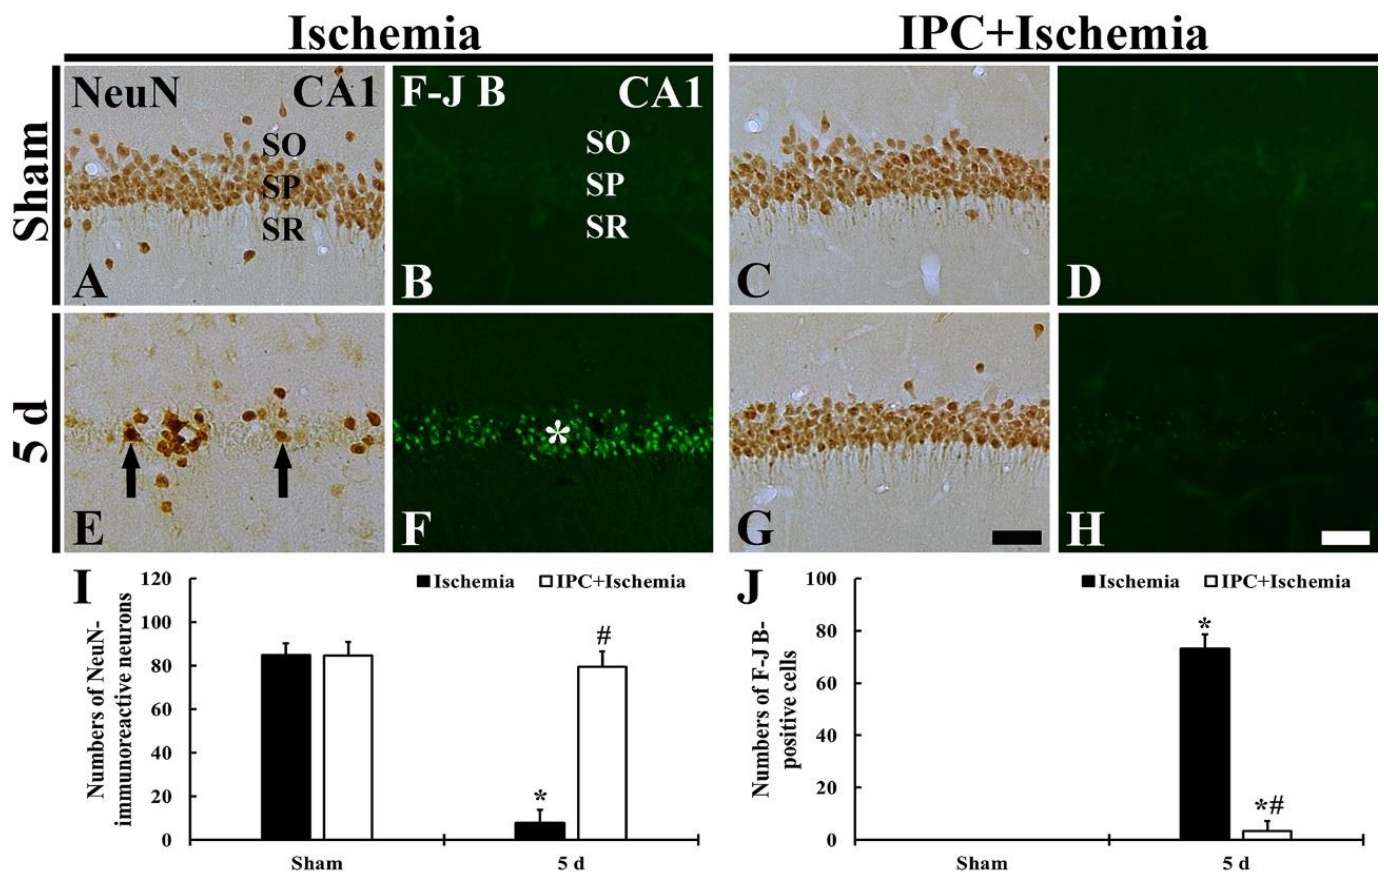 Ischemia
IPC+Ischemia
Sham
NeuN
CA1
SO
SP
SR
A
F-J B
CA1
SO
SP
SR
B
C
D
5 d
E
*
F
G
H
I
Numbers of NeuN-
immunoreactive neurons
120
100
80
60
40
20
0
Ischemia
IPC+Ischemia
*
#
Sham
5 d
J
Numbers of F-J B-
positive cells
100
80
60
40
20
0
Ischemia
IPC+Ischemia
*
*#
Sham
5 d